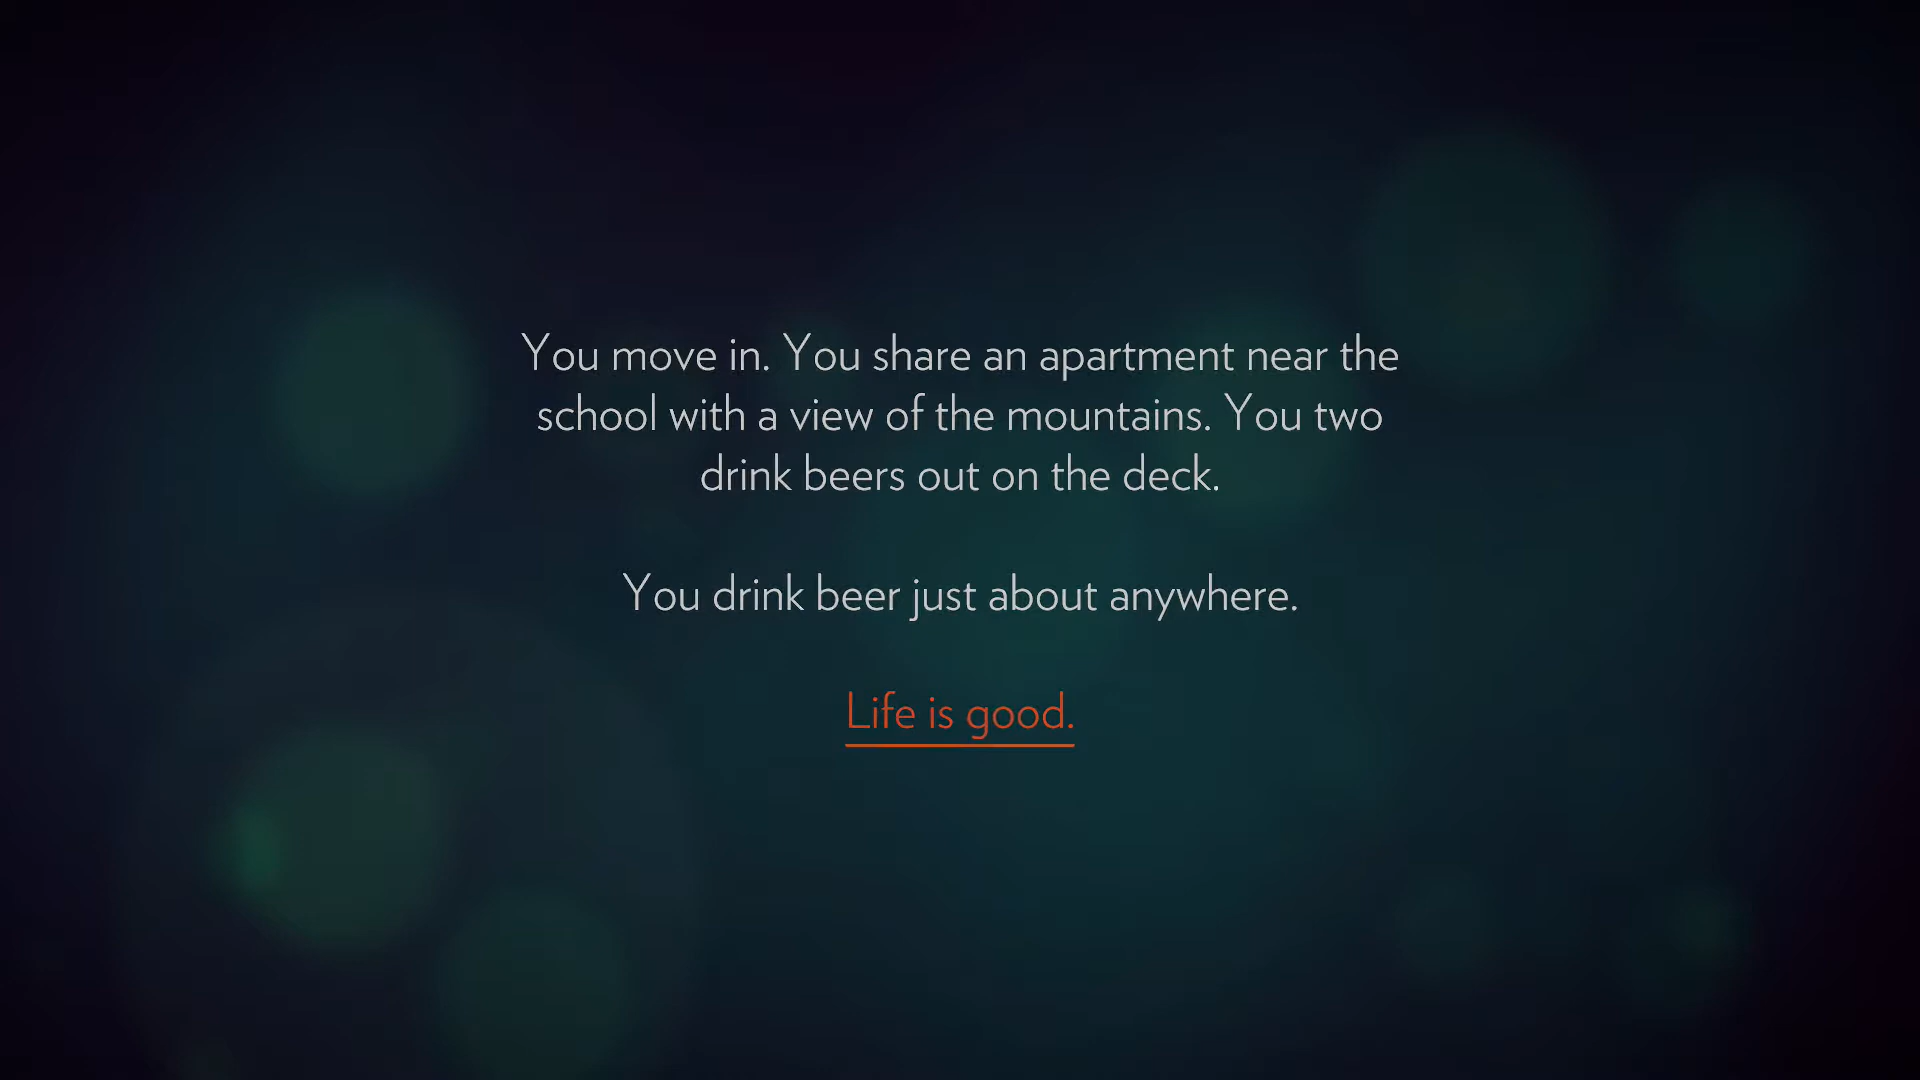 You move in. You share an apartment near the
school with a view of the mountains. You two
drink beers out on the deck.
You drink beer just about anywhere.
Life is good.